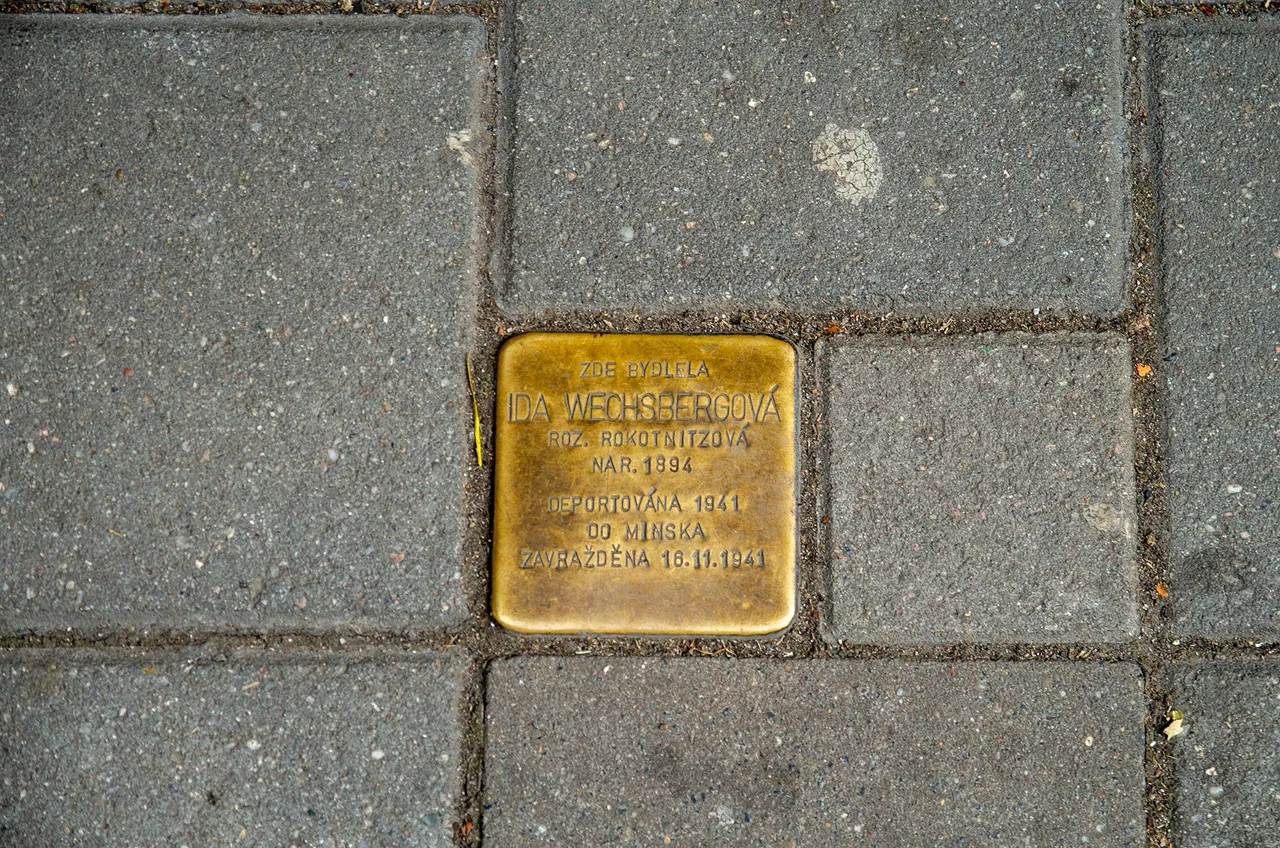 ZDE BYDLELA
IDA WECHSBERGOVÁ
ROZ. ROKOTNITZOVÁ
NAR. 1894
DEPORTOVÁNA 1941
DO MINSKA
ZAVRAŽDĚNA 16.11.1941